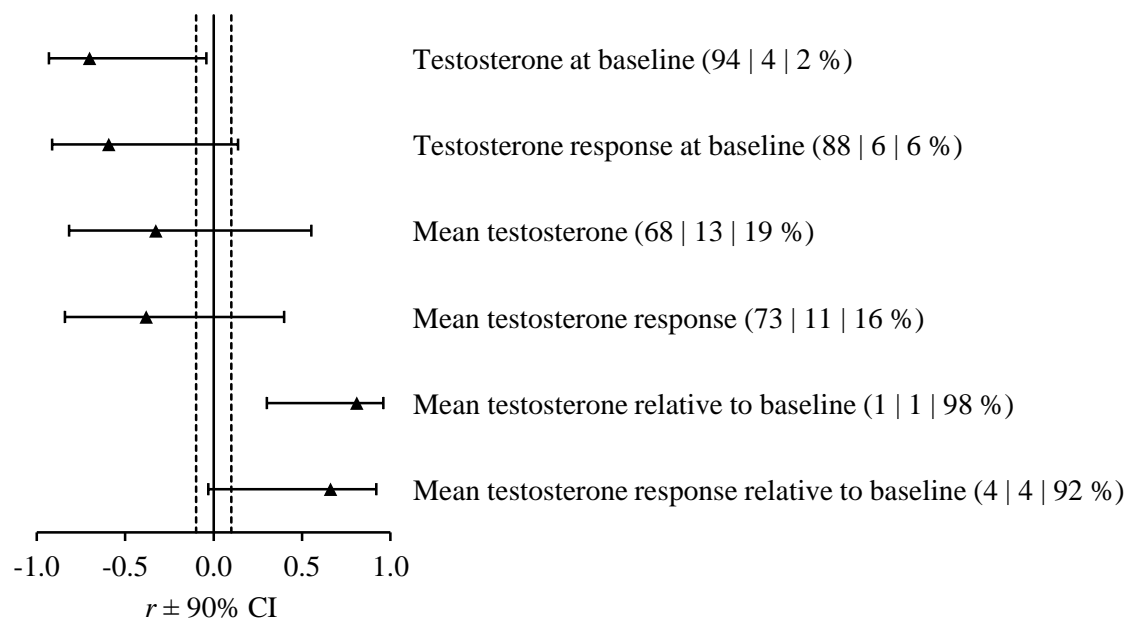 Testosterone at baseline (94 | 4 | 2 %)
Testosterone response at baseline (88 | 6 | 6 %)
Mean testosterone (68 | 13 | 19 %)
Mean testosterone response (73 | 11 | 16 %)
Mean testosterone relative to baseline (1 | 1 | 98 %)
Mean testosterone response relative to baseline (4 | 4 | 92 %)
-1.0 -0.5 0.0 0.5 1.0
r ± 90% CI